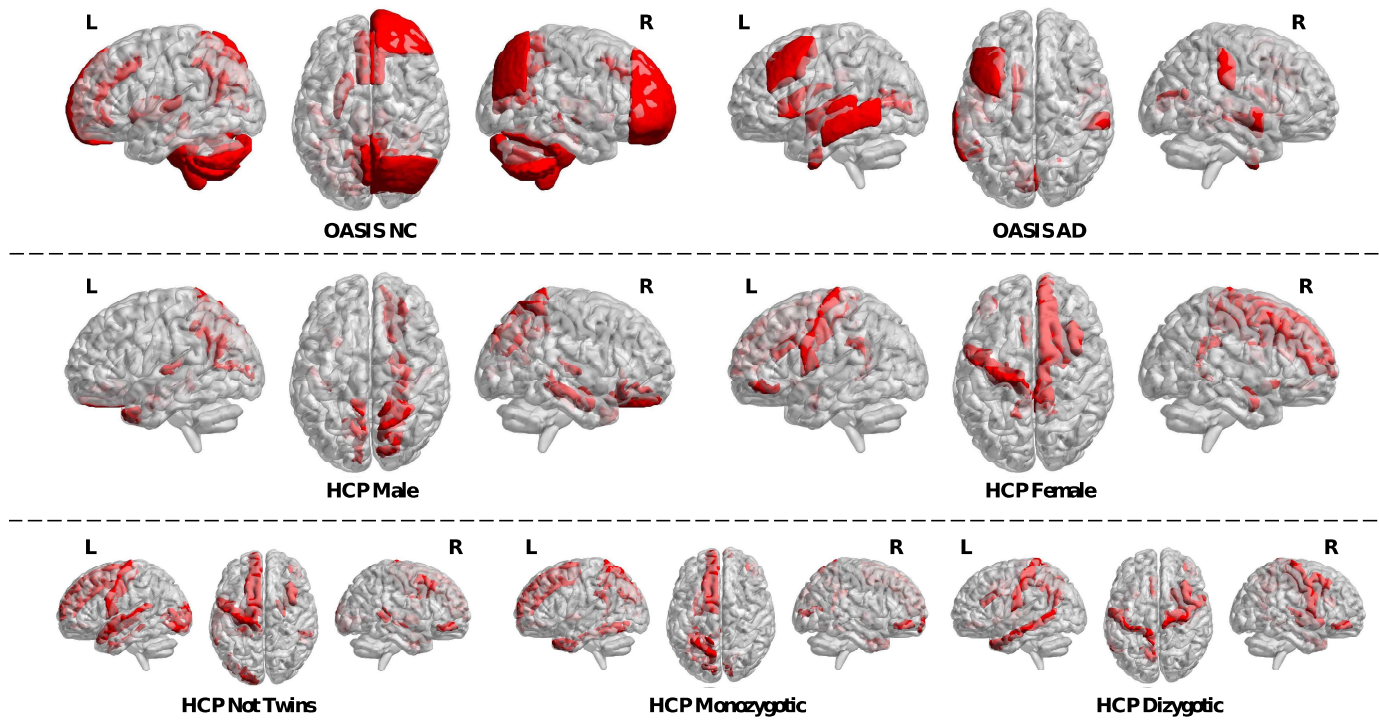 L R L R
OASIS NC OASIS AD
L R L R
HCP Male HCP Female
L R L R L R
HCP Not Twins HCP Monozygotic HCP Dizygotic